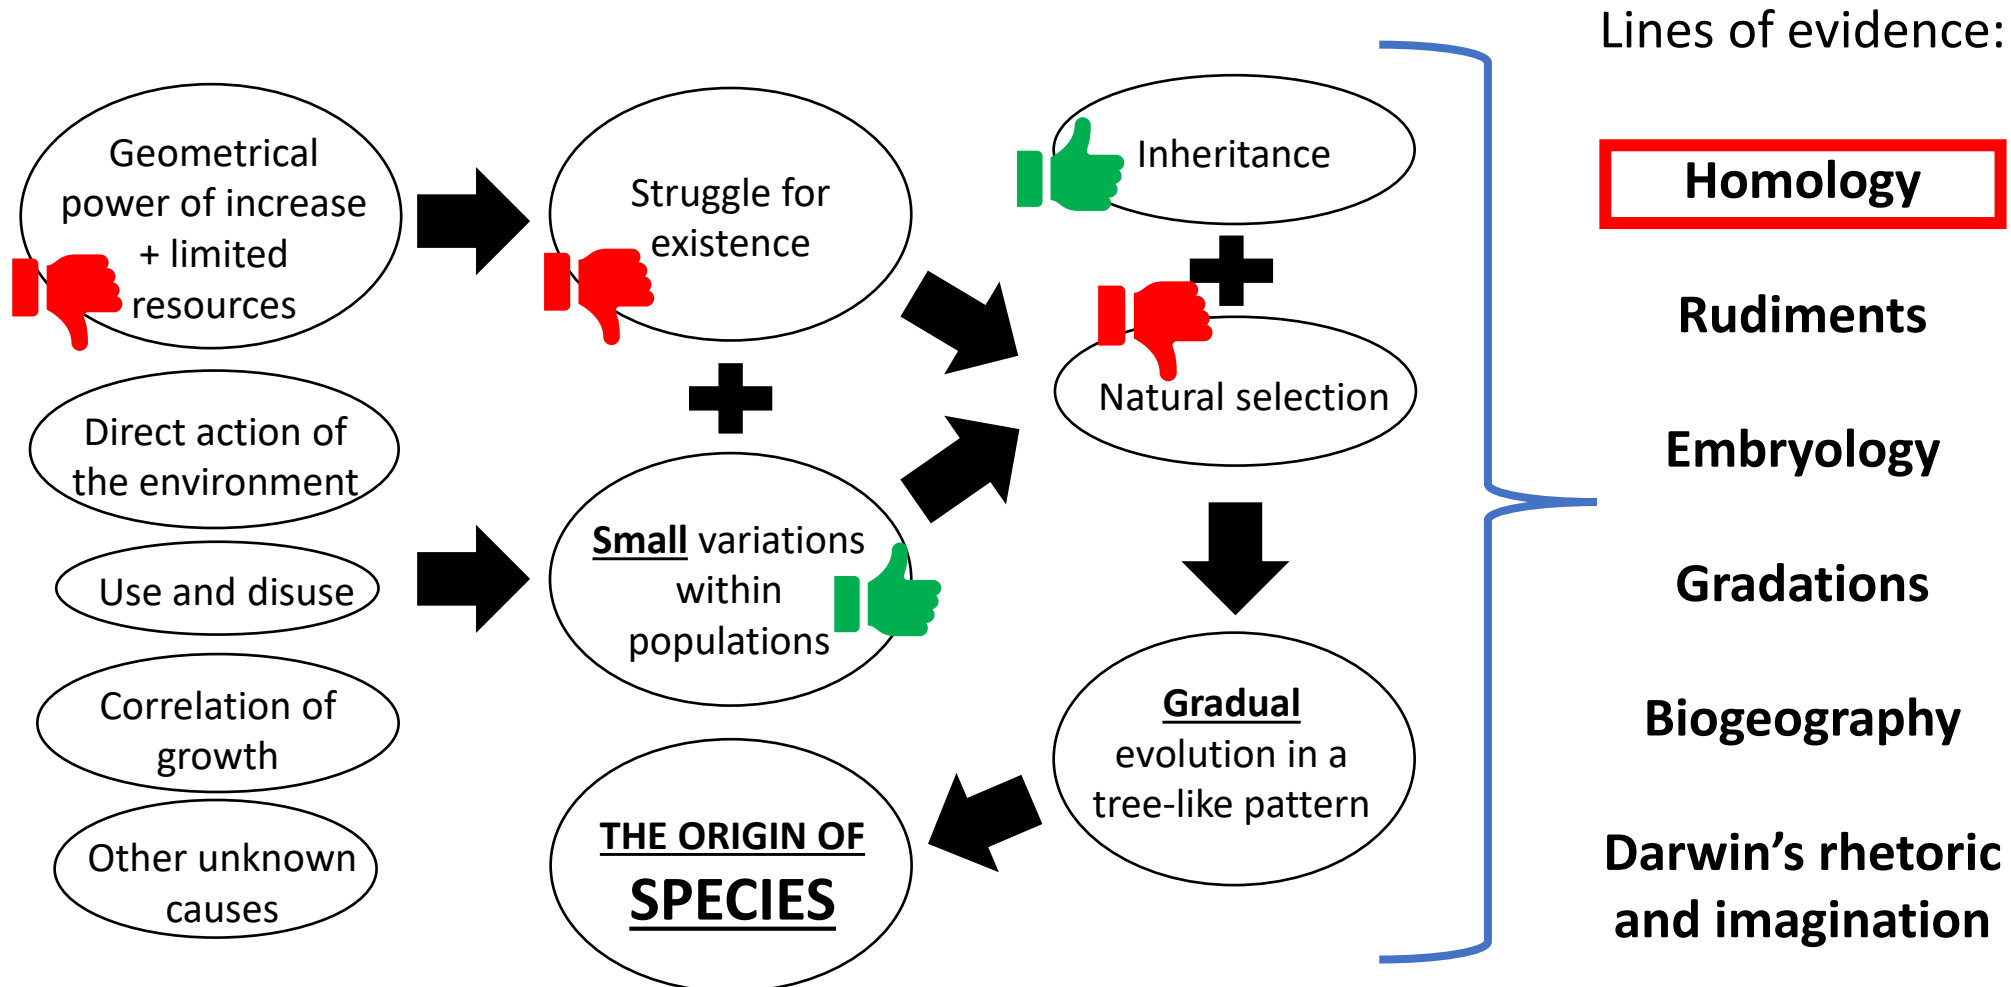 Lines of evidence:
Geometrical
power of increase
+ limited
resources
Struggle for
existence
Inheritance
Natural selection
Direct action of
the environment
Use and disuse
Correlation of
growth
Other unknown
causes
Small variations
within
populations
Gradual
evolution in a
tree-like pattern
THE ORIGIN OF
SPECIES
Homology
Rudiments
Embryology
Gradations
Biogeography
Darwin’s rhetoric
and imagination